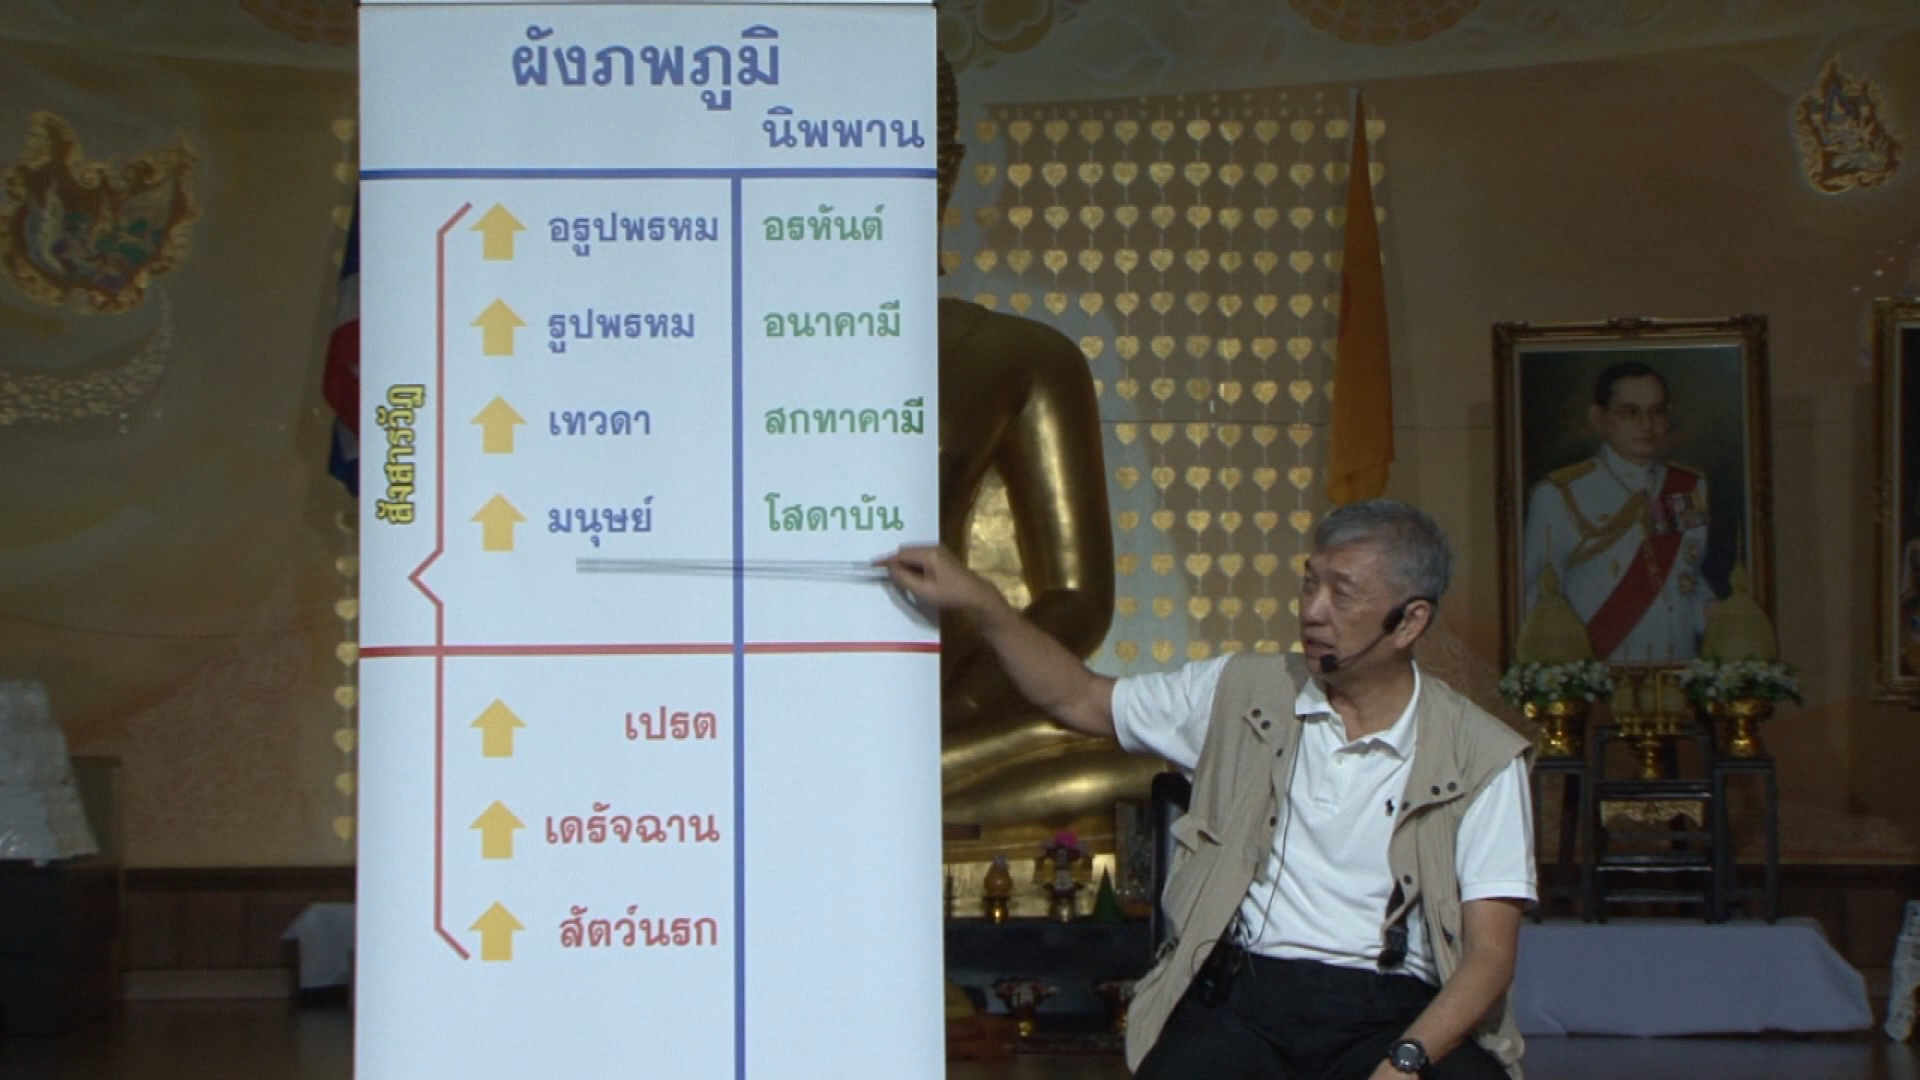 ผังภพภูมิ
นิพพาน
อรูปพรหม อรหันต์
รูปพรหม อนาคามี
เทวดา สกทาคามี
มนุษย์ โสดาบัน
สังสารวัฏ
เปรต
เดรัจฉาน
สัตว์นรก